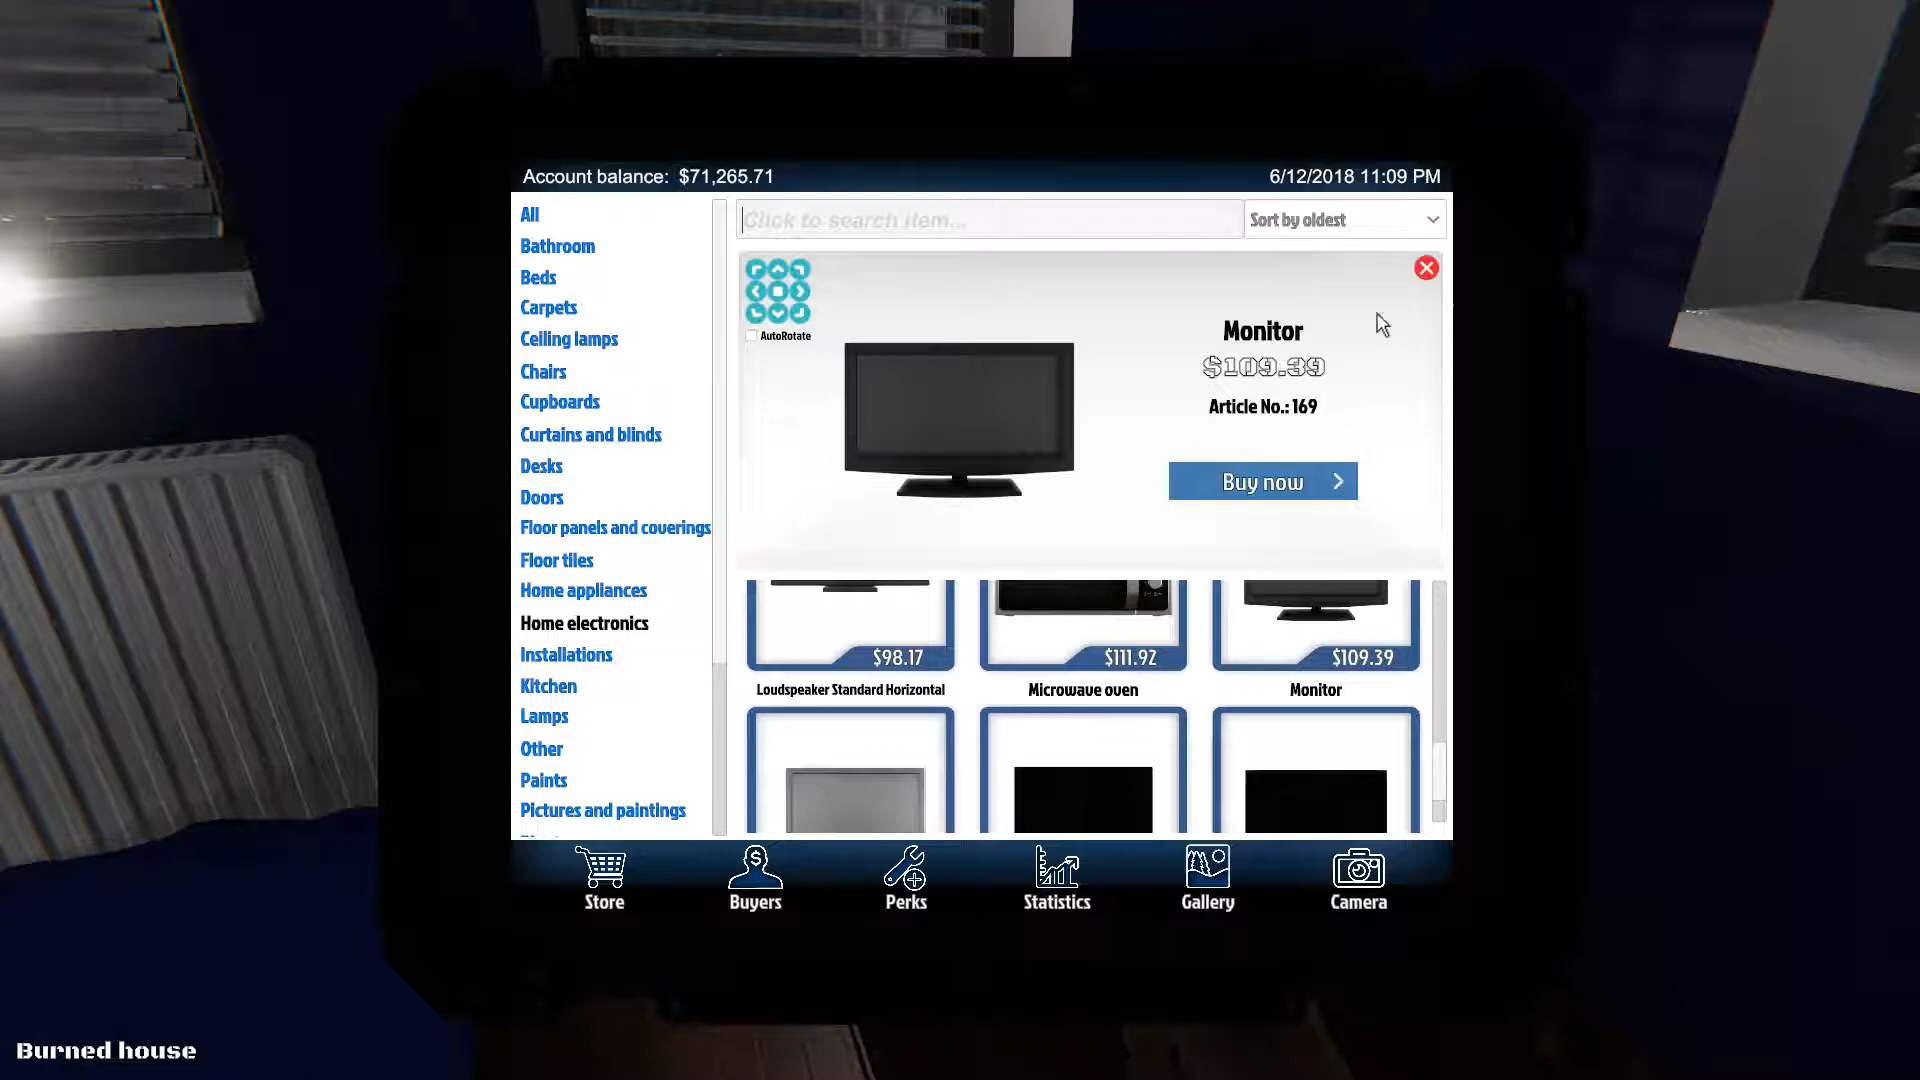 Account balance: $71,265.71
6/12/2018 11:09 PM
All
Bathroom
Beds
Carpets
Ceiling lamps
Chairs
Cupboards
Curtains and blinds
Desks
Doors
Floor panels and coverings
Floor tiles
Home appliances
Home electronics
Installations
Kitchen
Lamps
Other
Paints
Pictures and paintings
Click to search item...
Sort by oldest
AutoRotate
Monitor
$109.39
Article No.: 169
Buy now
$98.17
$111.92
$109.39
Loudspeaker Standard Horizontal
Microwave oven
Monitor
Store
Buyers
Perks
Statistics
Gallery
Camera
Burned house